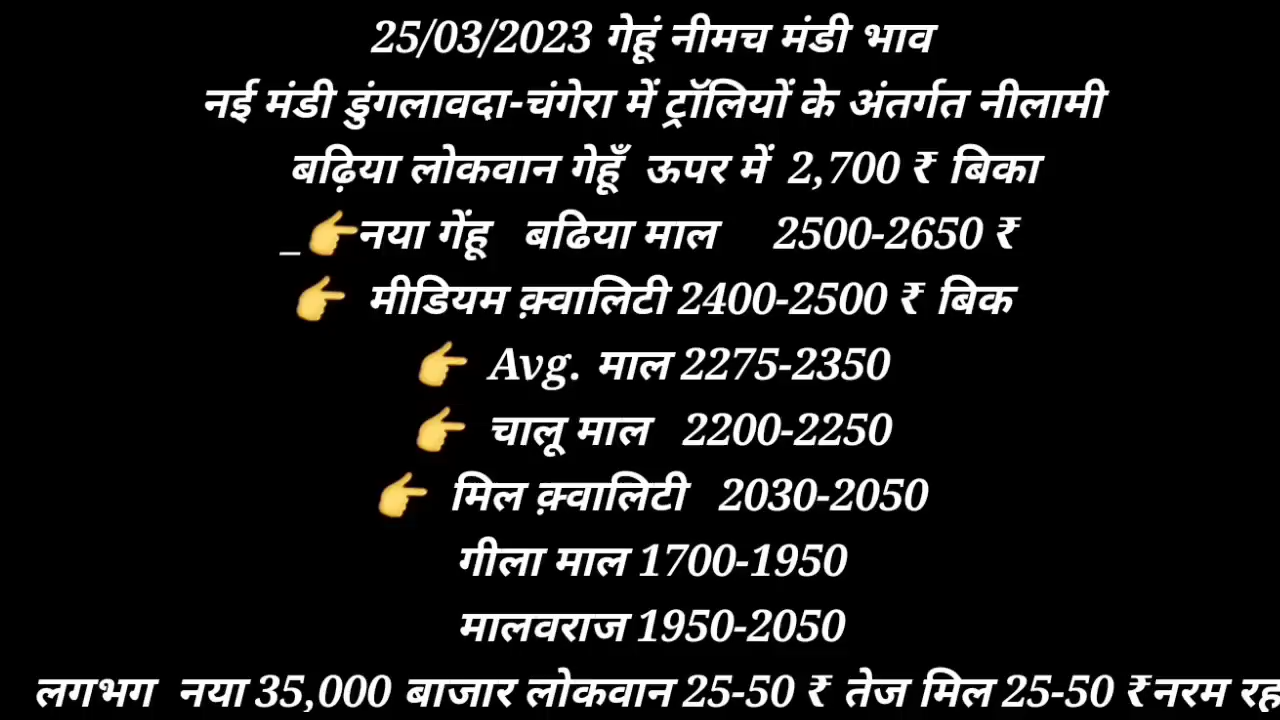 25/03/2023 गेहूं नीमच मंडी भाव
नई मंडी डुंगलावदा-चंगेरा में ट्रॉलियों के अंतर्गत नीलामी
बढ़िया लोकवान गेहूँ ऊपर में 2,700 ₹ बिका
_👉नया गेंहू बढिया माल 2500-2650 ₹
👉 मीडियम क़्वालिटी 2400-2500 ₹ बिक
👉 Avg. माल 2275-2350
👉 चालू माल 2200-2250
👉 मिल क़्वालिटी 2030-2050
गीला माल 1700-1950
मालवराज 1950-2050
लगभग नया 35,000 बाजार लोकवान 25-50 ₹ तेज मिल 25-50 ₹नरम